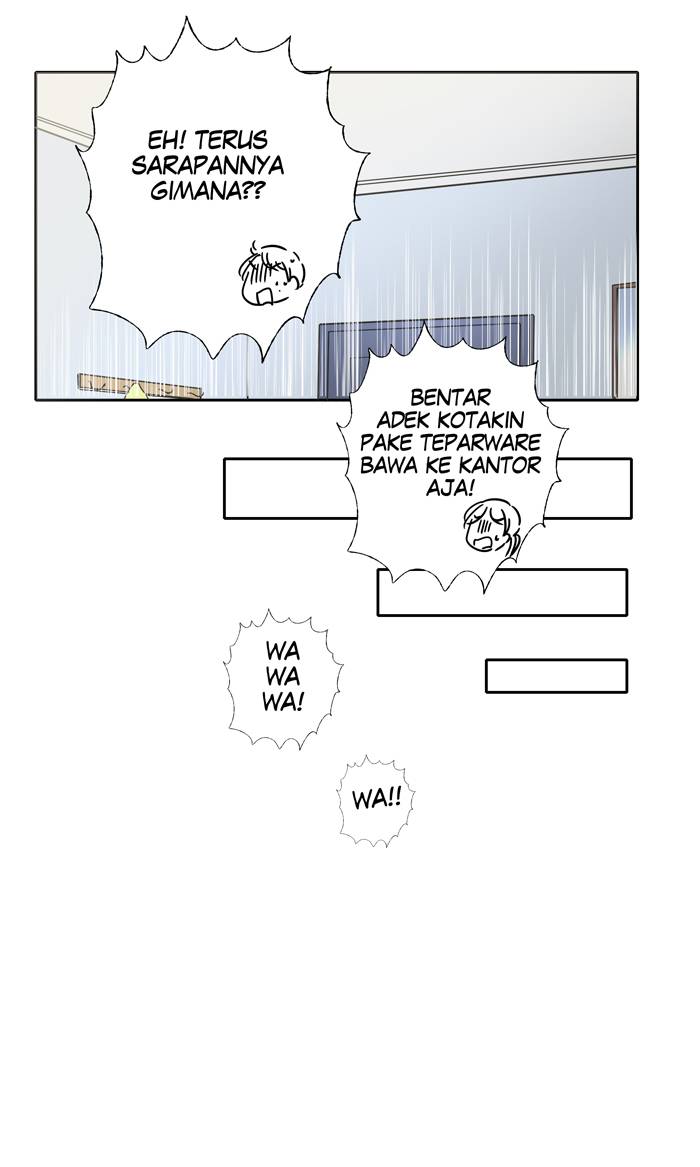 EH! TERUS
SARAPANNYA
GIMANA??
BENTAR
ADEK KOTAKIN
PAKE TEPARWARE
BAWA KE KANTOR
AJA!
WA
WA
WA!
WA!!